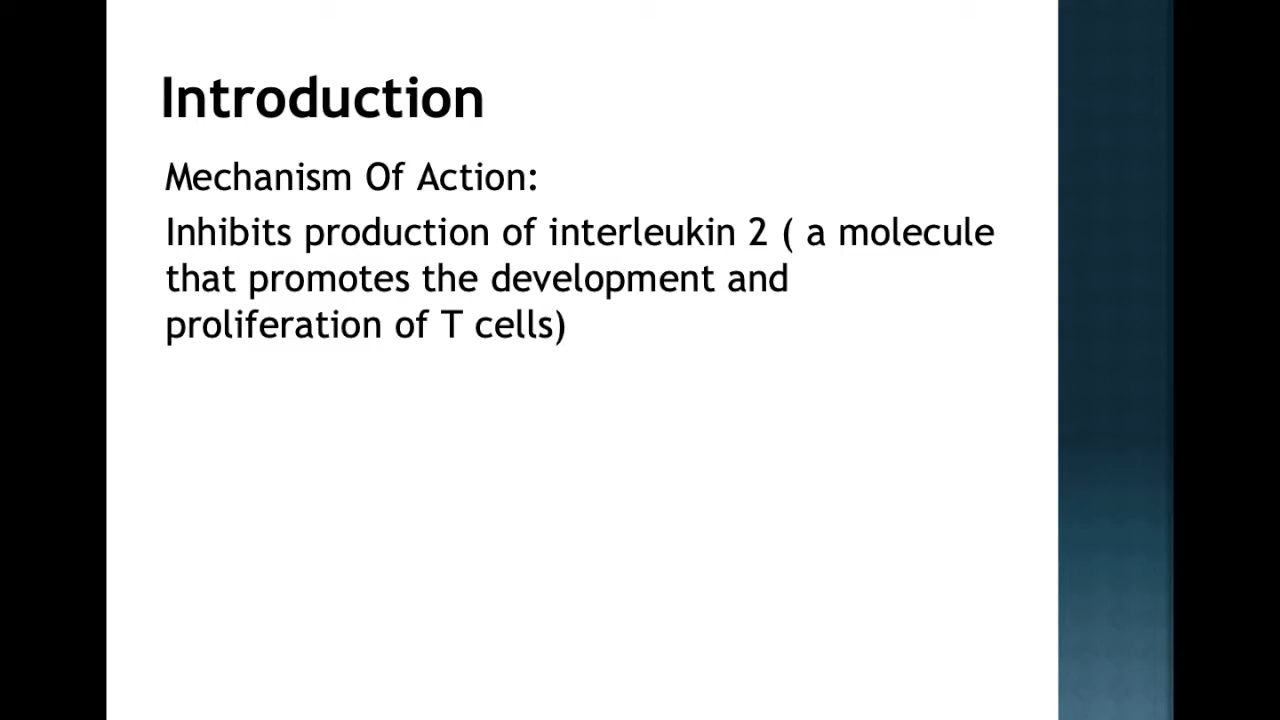 Introduction
Mechanism Of Action:
Inhibits production of interleukin 2 ( a molecule
that promotes the development and
proliferation of T cells)